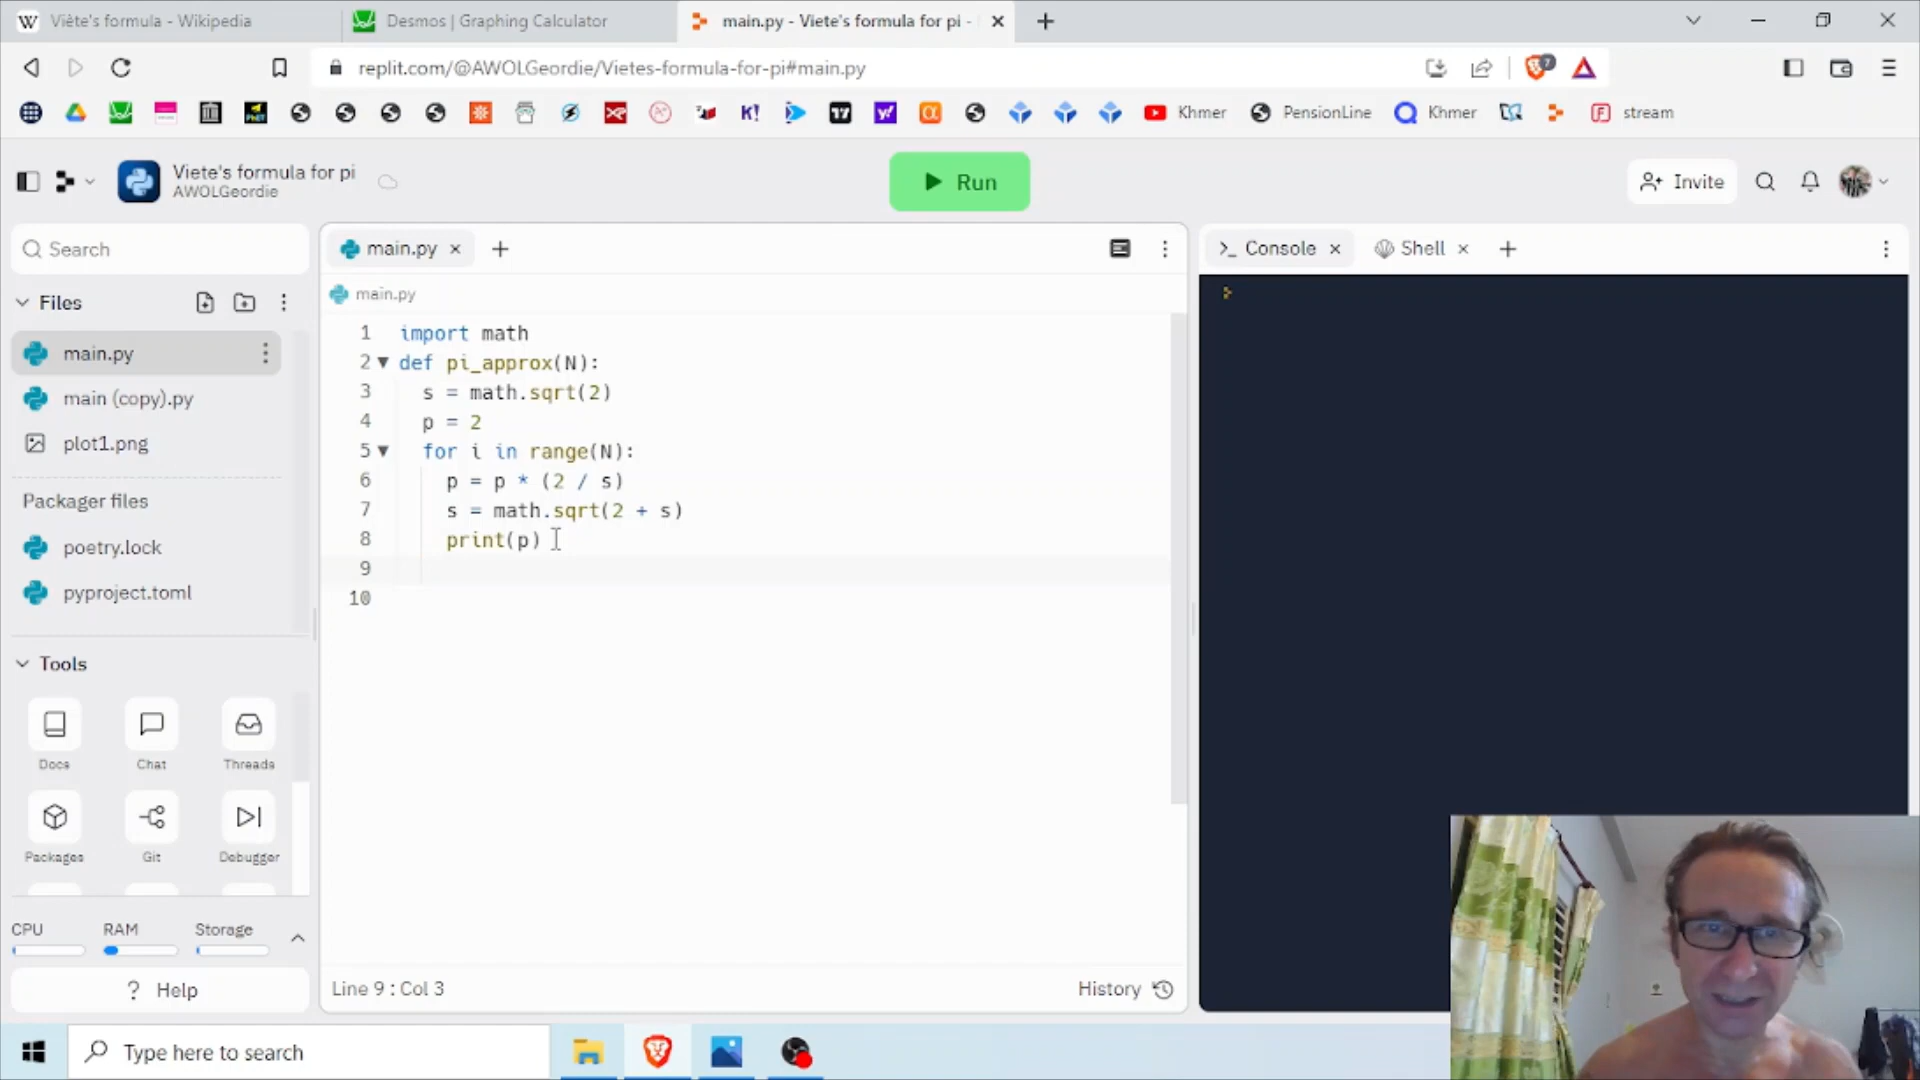 Viète's formula - Wikipedia
Desmos | Graphing Calculator
main.py - Viete's formula for pi -
replit.com/@AWOLGeordie/Vietes-formula-for-pi#main.py
7
17
K!
Khmer
PensionLine
Khmer
stream
Viete's formula for pi
AWOLGeordie
Run
Invite
Search
main.py
Console
Shell
Files
main.py
main.py
main (copy).py
plot1.png
Packager files
poetry.lock
pyproject.toml
1 import math
2 def pi_approx(N):
3 s = math.sqrt(2)
4 p = 2
5 for i in range(N):
6 p = p * (2 / s)
7 s = math.sqrt(2 + s)
8 print(p)
9
10
Tools
Docs
Chat
Threads
Packages
Git
Debugger
CPU
RAM
Storage
? Help
Line 9 : Col 3
History
Type here to search